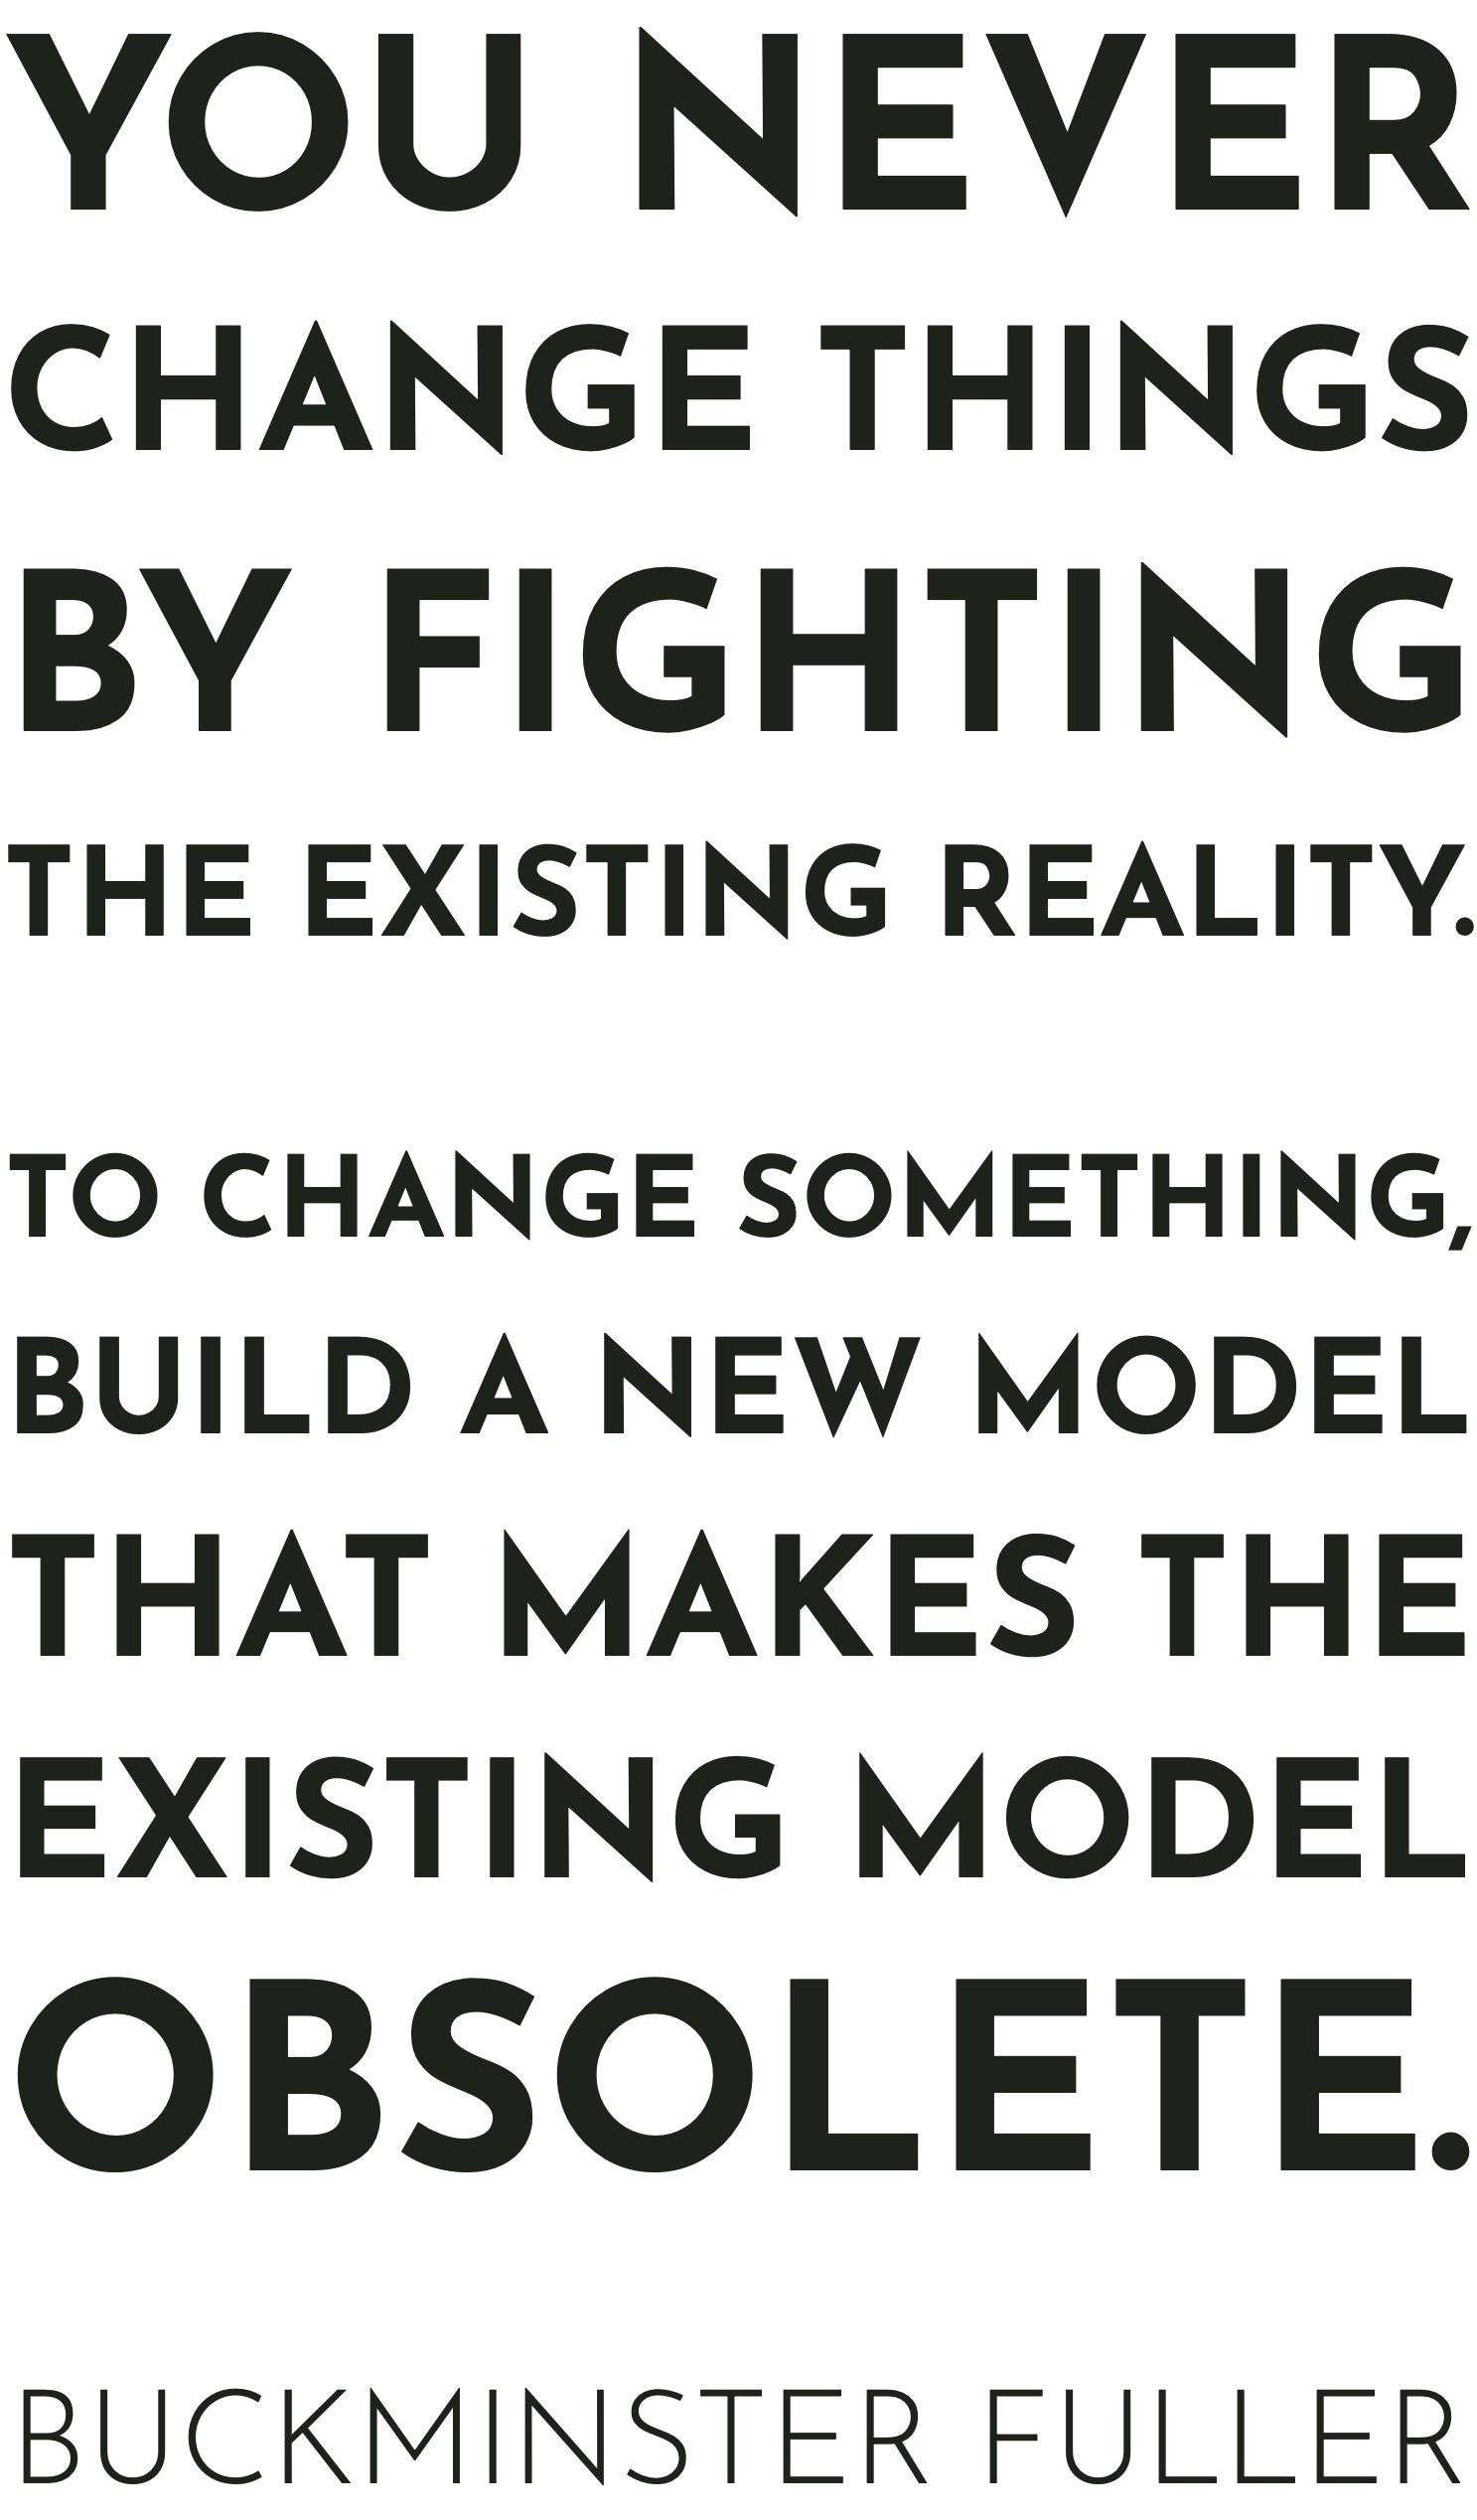 YOU NEVER
CHANGE THINGS
BY FIGHTING
THE EXISTING REALITY.
TO CHANGE SOMETHING,
BUILD A NEW MODEL
THAT MAKES THE
EXISTING MODEL
OBSOLETE.
BUCKMINSTER FULLER